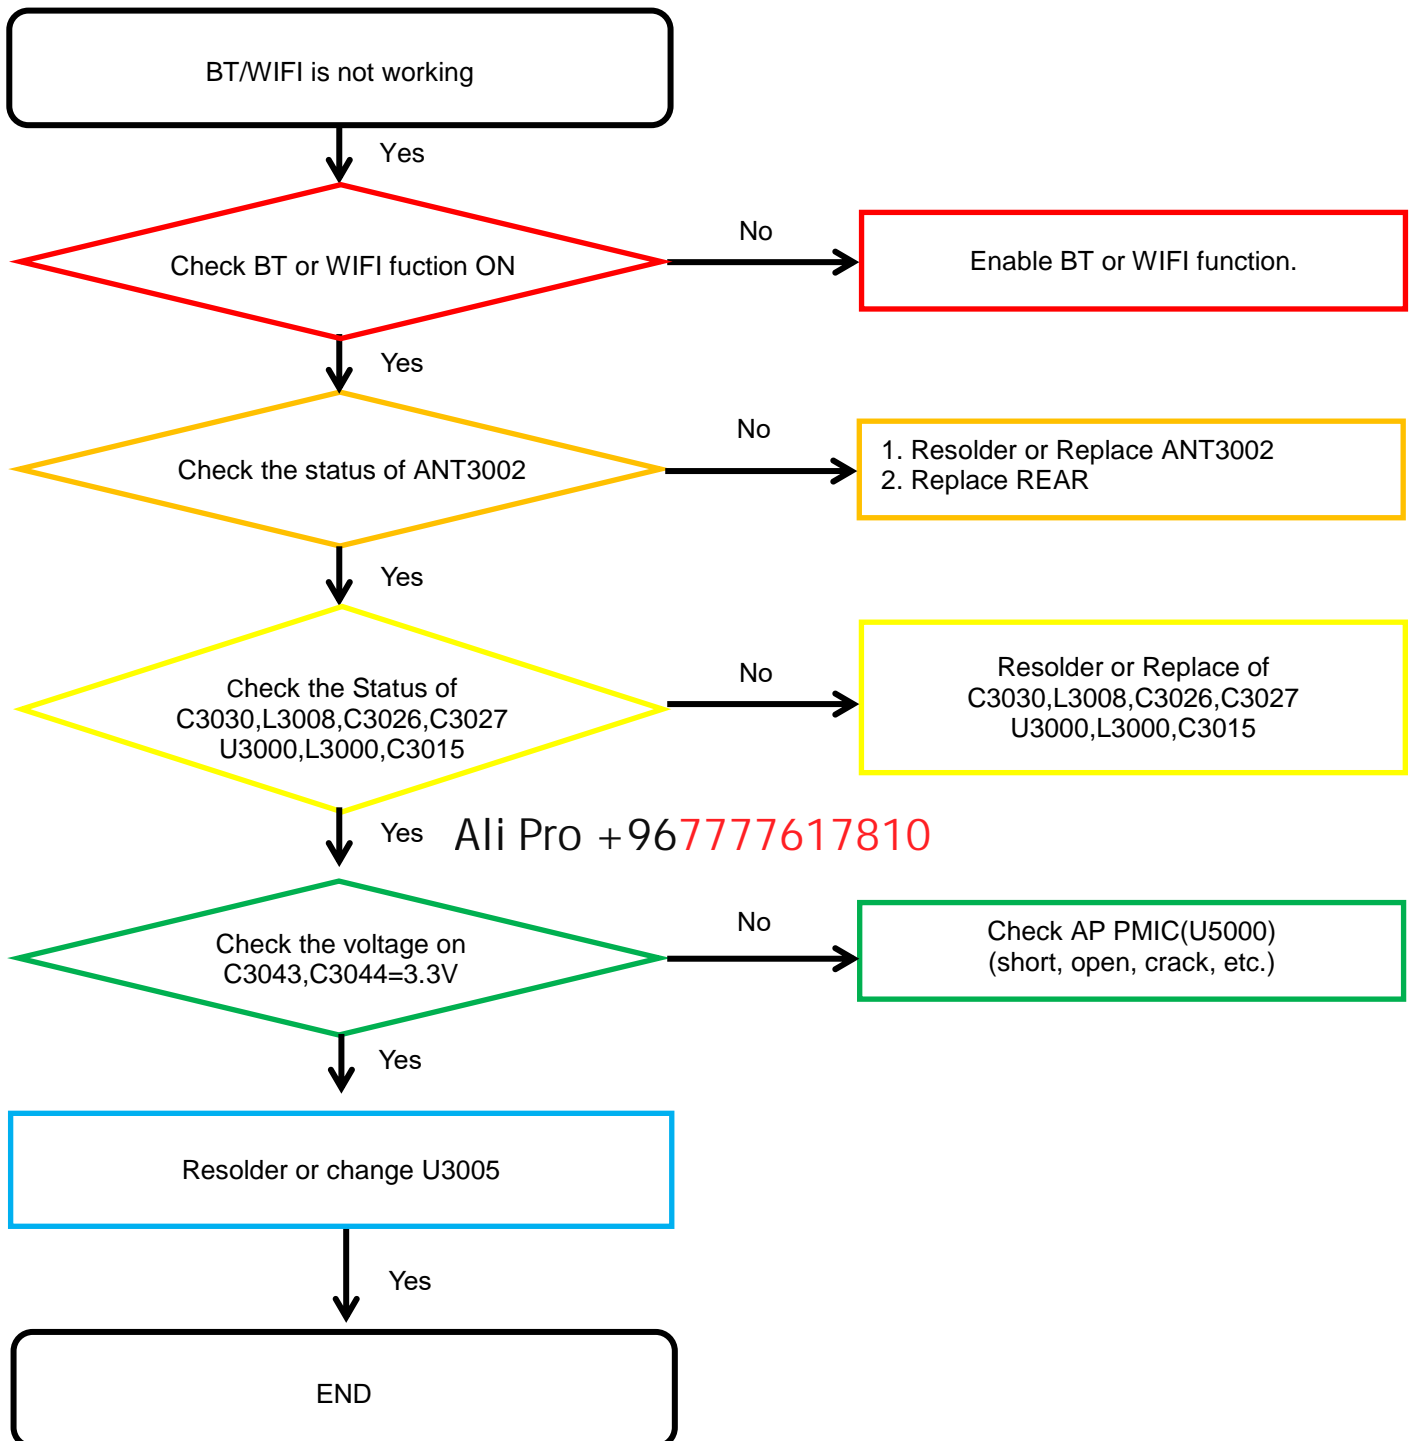 BT/WIFI is not working
Yes
Check BT or WIFI fuction ON
No
Enable BT or WIFI function.
Yes
Check the status of ANT3002
No
1. Resolder or Replace ANT3002
2. Replace REAR
Yes
Check the Status of
C3030,L3008,C3026,C3027
U3000,L3000,C3015
No
Resolder or Replace of
C3030,L3008,C3026,C3027
U3000,L3000,C3015
Yes
Ali Pro +967777617810
Check the voltage on
C3043,C3044=3.3V
No
Check AP PMIC(U5000)
(short, open, crack, etc.)
Yes
Resolder or change U3005
Yes
END